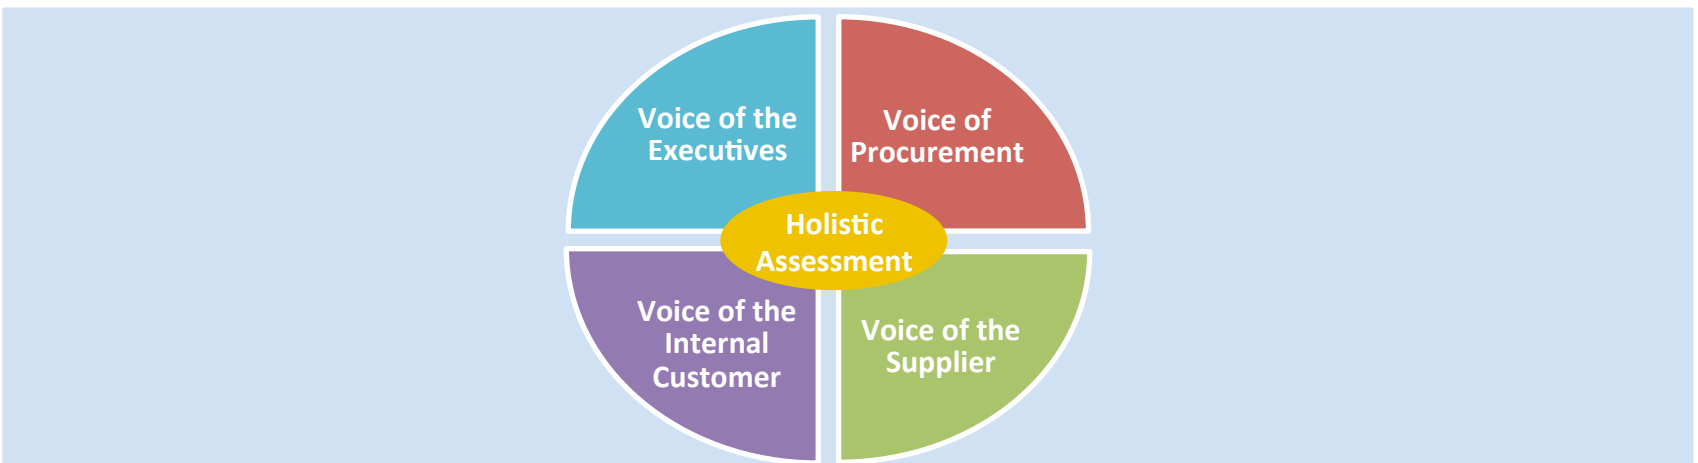 Voice of the
Executives
Voice of
Procurement
Holistic
Assessment
Voice of the
Internal
Customer
Voice of the
Supplier